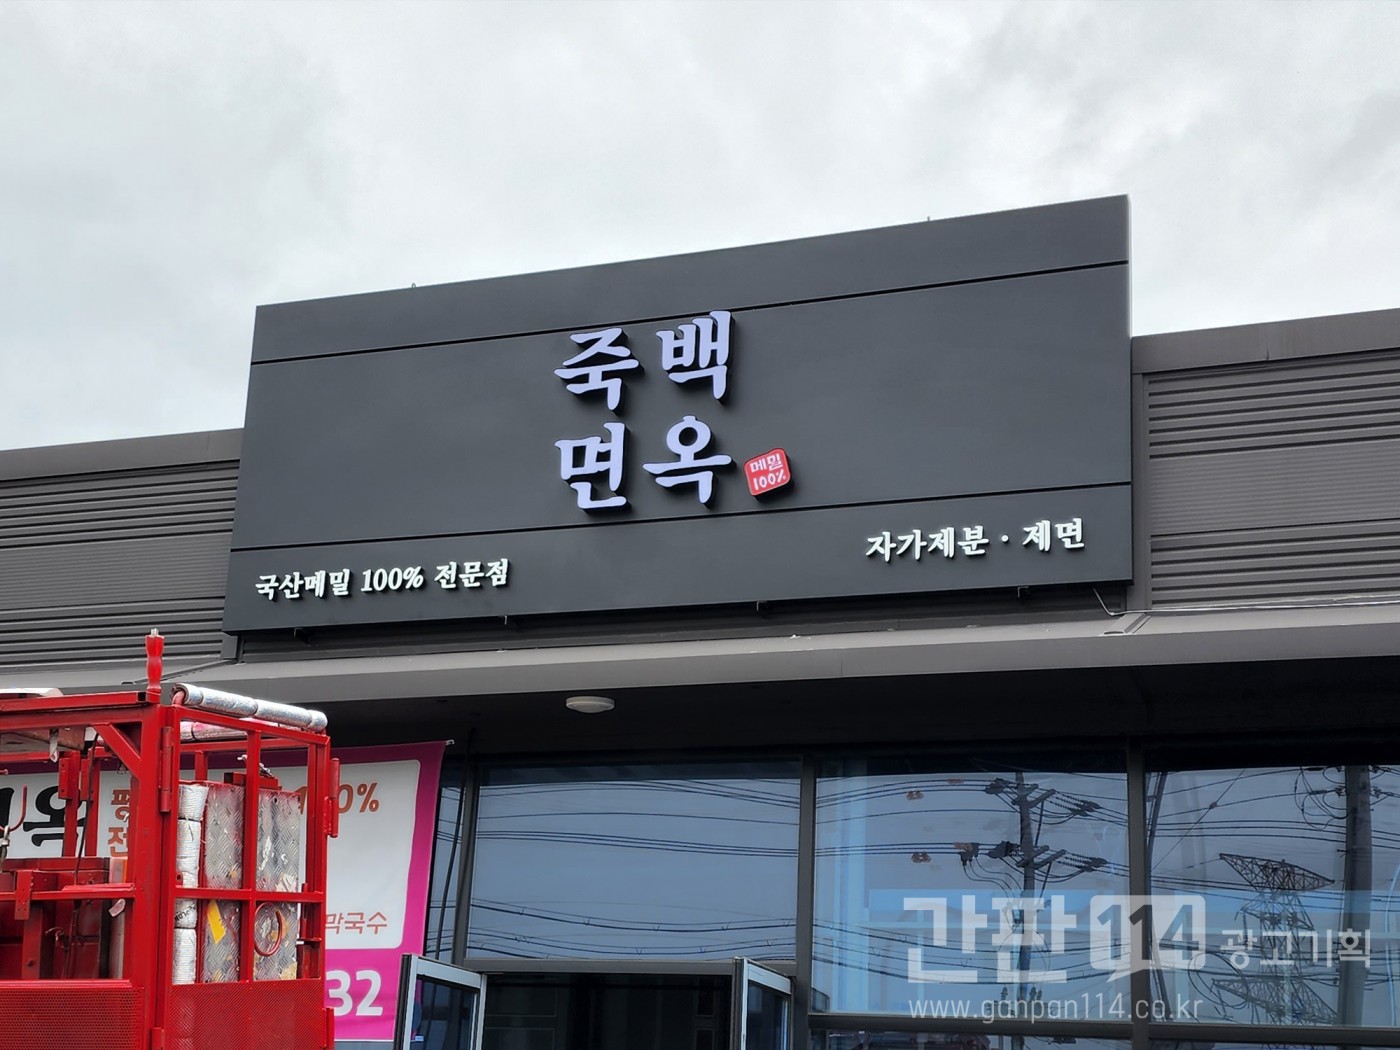 죽백
면옥
메밀
100%
국산메밀 100% 전문점
자가제분 · 제면
옥
막국수
32
간판114 광고기획
www.ganpan114.co.kr